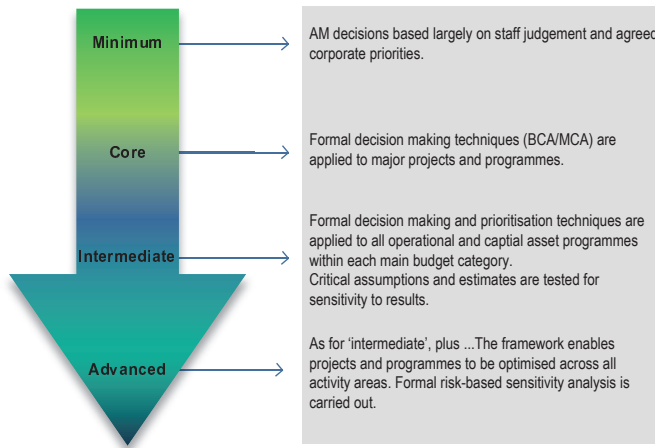 Minimum
AM decisions based largely on staff judgement and agreed
corporate priorities.
Core
Formal decision making techniques (BCA/MCA) are
applied to major projects and programmes.
Intermediate
Formal decision making and prioritisation techniques are
applied to all operational and captial asset programmes
within each main budget category.
Critical assumptions and estimates are tested for
sensitivity to results.
Advanced
As for ‘intermediate’, plus ...The framework enables
projects and programmes to be optimised across all
activity areas. Formal risk-based sensitivity analysis is
carried out.